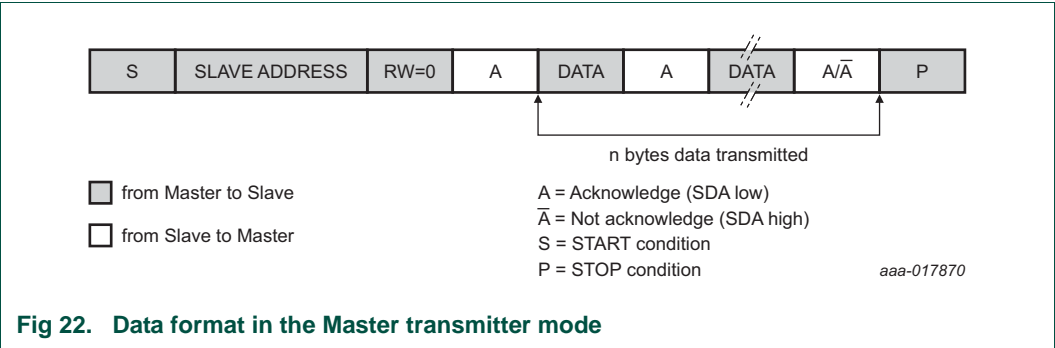 S SLAVE ADDRESS RW=0 A DATA A DATA A/A̅ P
n bytes data transmitted
from Master to Slave
from Slave to Master
A = Acknowledge (SDA low)
A̅ = Not acknowledge (SDA high)
S = START condition
P = STOP condition
aaa-017870
Fig 22. Data format in the Master transmitter mode